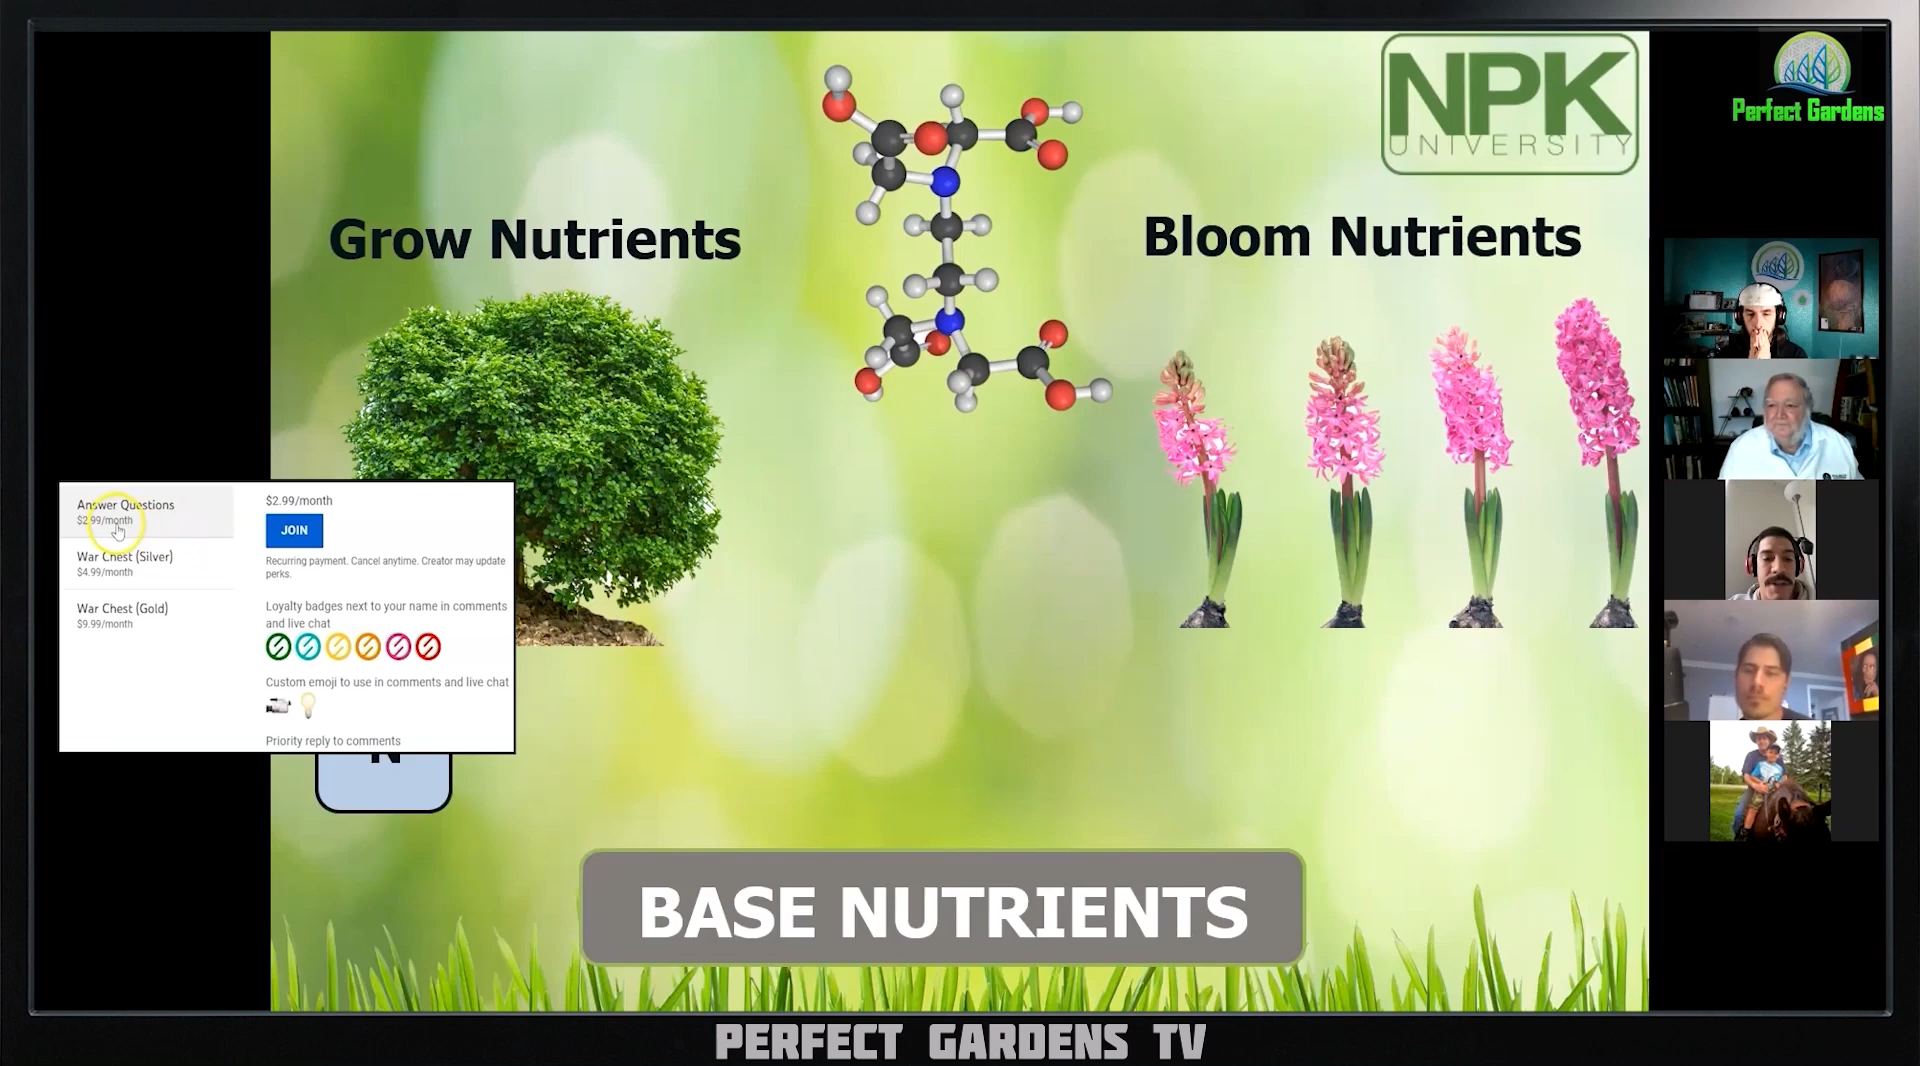 NPK
UNIVERSITY
Perfect Gardens
Grow Nutrients
Bloom Nutrients
Answer Questions
$2.99/month
War Chest (Silver)
$4.99/month
War Chest (Gold)
$9.99/month
$2.99/month
JOIN
Recurring payment. Cancel anytime. Creator may update
perks.
Loyalty badges next to your name in comments
and live chat
Custom emoji to use in comments and live chat
Priority reply to comments
N
BASE NUTRIENTS
PERFECT GARDENS TV